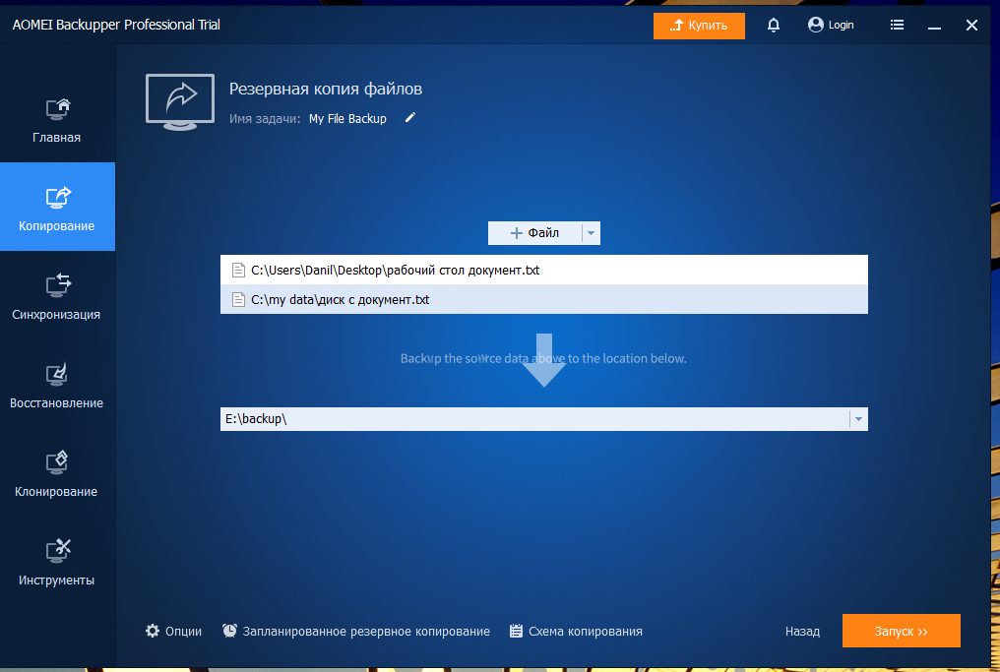 AOMEI Backupper Professional Trial
Купить
Login
Главная
Копирование
Синхронизация
Восстановление
Клонирование
Инструменты
Резервная копия файлов
Имя задачи: My File Backup
Файл
C:\Users\Danil\Desktop\рабочий стол документ.txt
C:\my data\диск с документ.txt
Backup the source data above to the location below.
E:\backup\
Опции
Запланированное резервное копирование
Схема копирования
Назад
Запуск >>